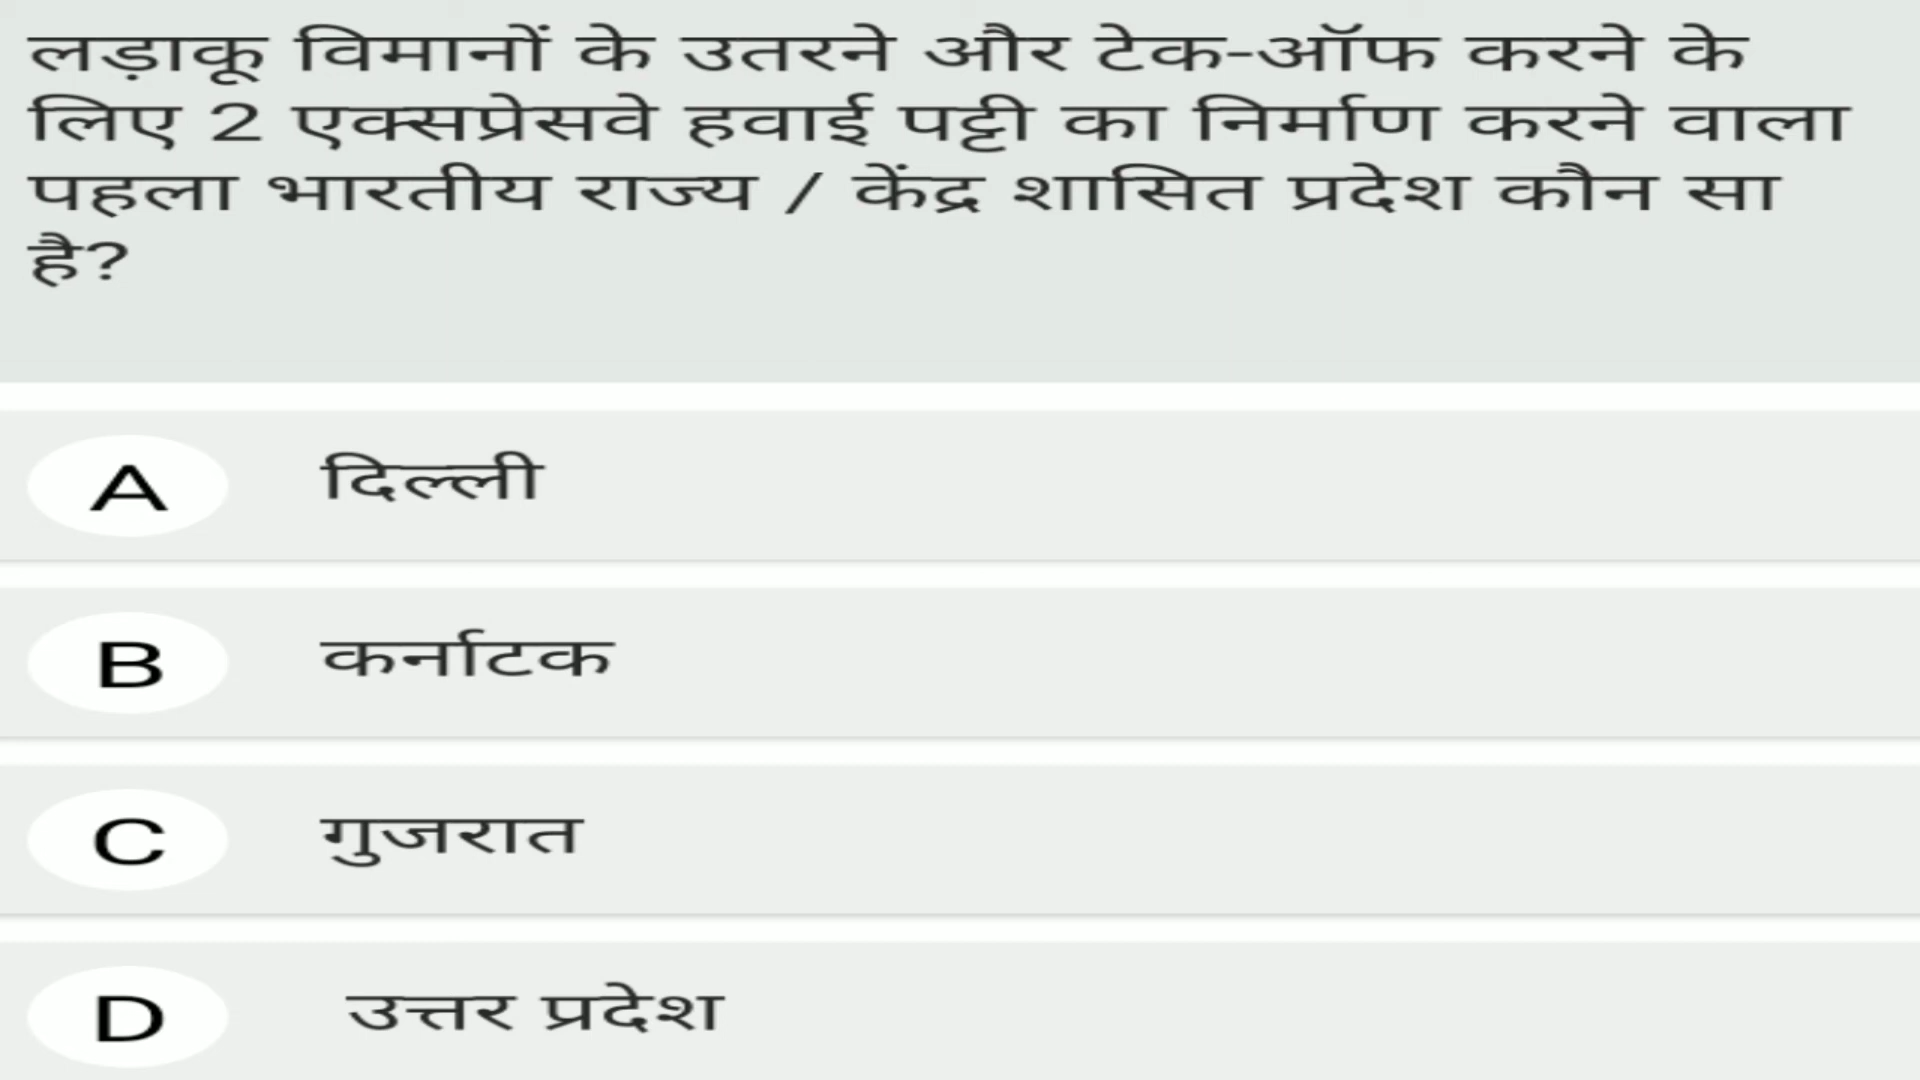 लड़ाकू विमानों के उतरने और टेक-ऑफ करने के
लिए 2 एक्सप्रेसवे हवाई पट्टी का निर्माण करने वाला
पहला भारतीय राज्य / केंद्र शासित प्रदेश कौन सा
है?
A दिल्ली
B कर्नाटक
C गुजरात
D उत्तर प्रदेश